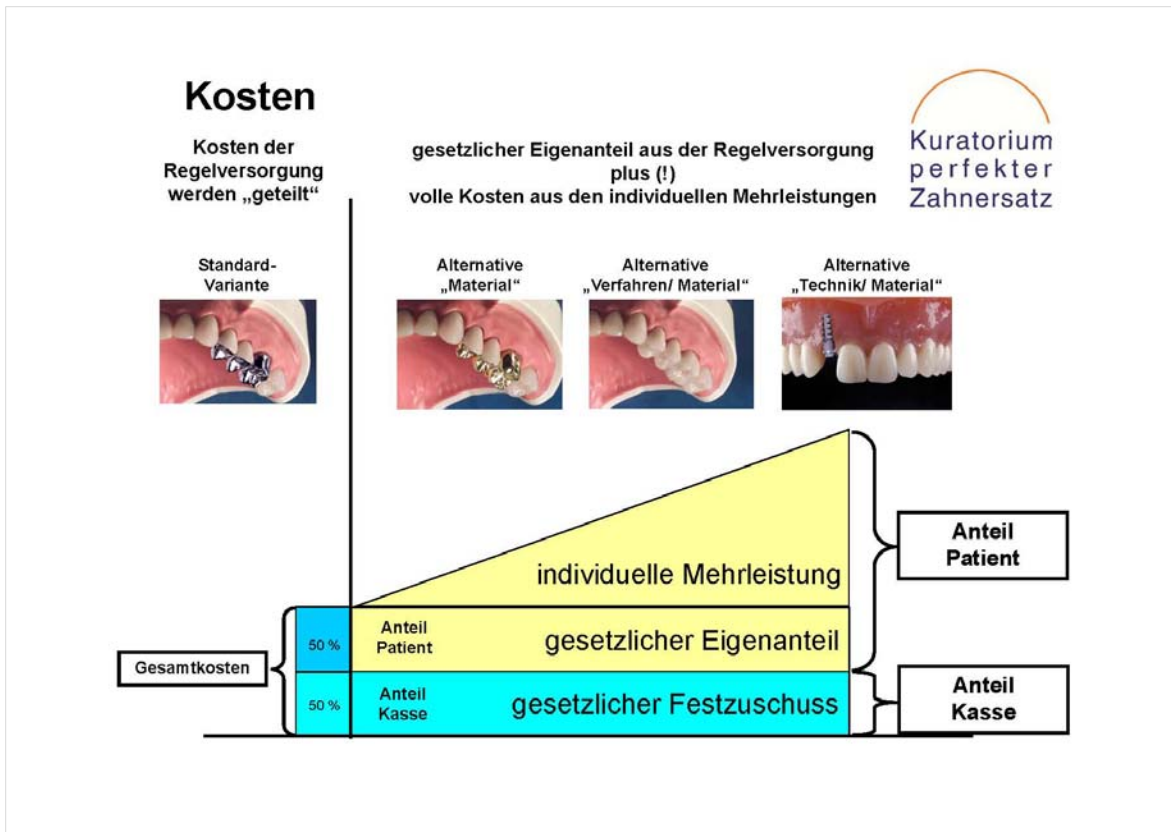 Kosten
Kosten der
Regelversorgung
werden „geteilt“
gesetzlicher Eigenanteil aus der Regelversorgung
plus (!)
volle Kosten aus den individuellen Mehrleistungen
Kuratorium
perfekter
Zahnersatz
Standard-
Variante
Alternative
„Material“
Alternative
„Verfahren/ Material“
Alternative
„Technik/ Material“
individuelle Mehrleistung
Anteil
Patient
50 %
Anteil
Patient
gesetzlicher Eigenanteil
Gesamtkosten
50 %
Anteil
Kasse
gesetzlicher Festzuschuss
Anteil
Kasse